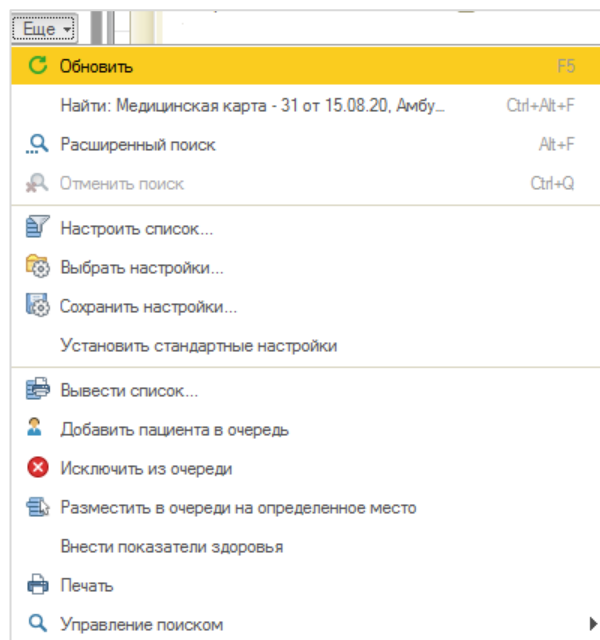 Еще
Обновить F5
Найти: Медицинская карта - 31 от 15.08.20, Амбу... Ctrl+Alt+F
Расширенный поиск Alt+F
Отменить поиск Ctrl+Q
Настроить список...
Выбрать настройки...
Сохранить настройки...
Установить стандартные настройки
Вывести список...
Добавить пациента в очередь
Исключить из очереди
Разместить в очереди на определенное место
Внести показатели здоровья
Печать
Управление поиском